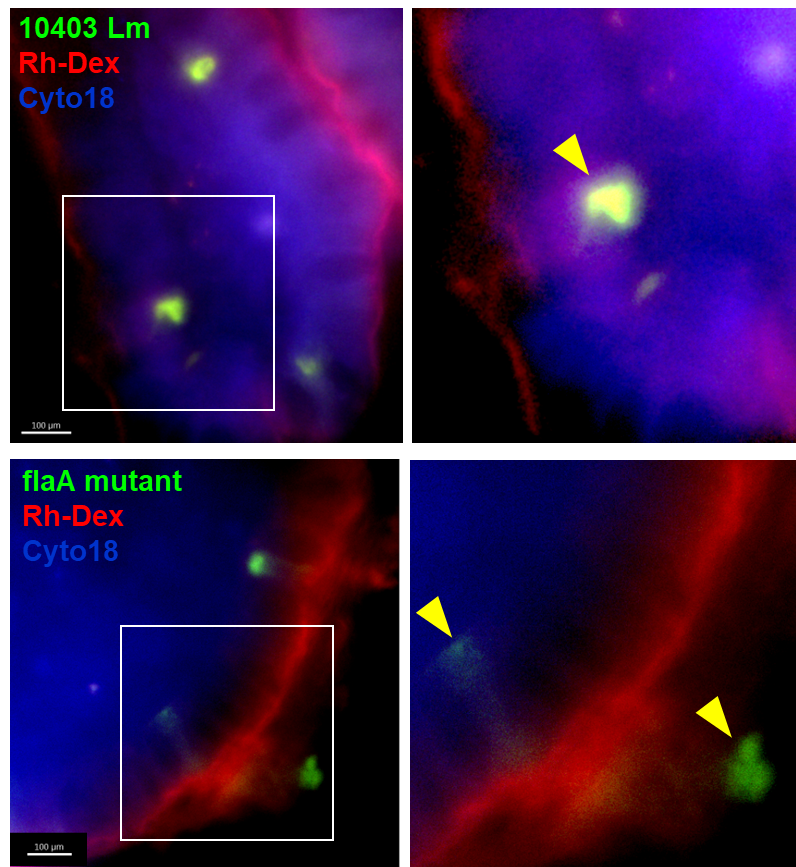 10403 Lm
Rh-Dex
Cyto18
100 µm
flaA mutant
Rh-Dex
Cyto18
100 µm